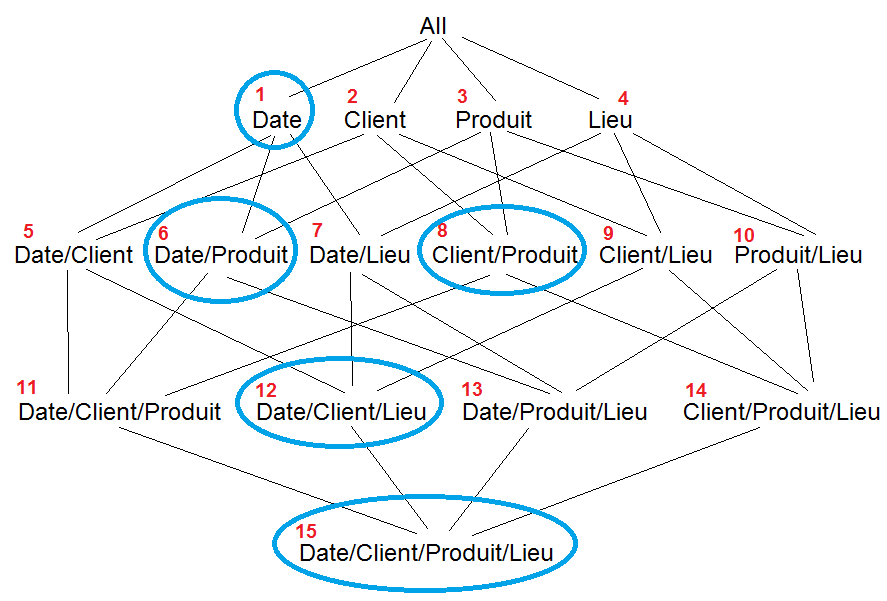 All
1 2 3 4
Date Client Produit Lieu
5 6 7 8 9 10
Date/Client Date/Produit Date/Lieu Client/Produit Client/Lieu Produit/Lieu
11 12 13 14
Date/Client/Produit Date/Client/Lieu Date/Produit/Lieu Client/Produit/Lieu
15
Date/Client/Produit/Lieu